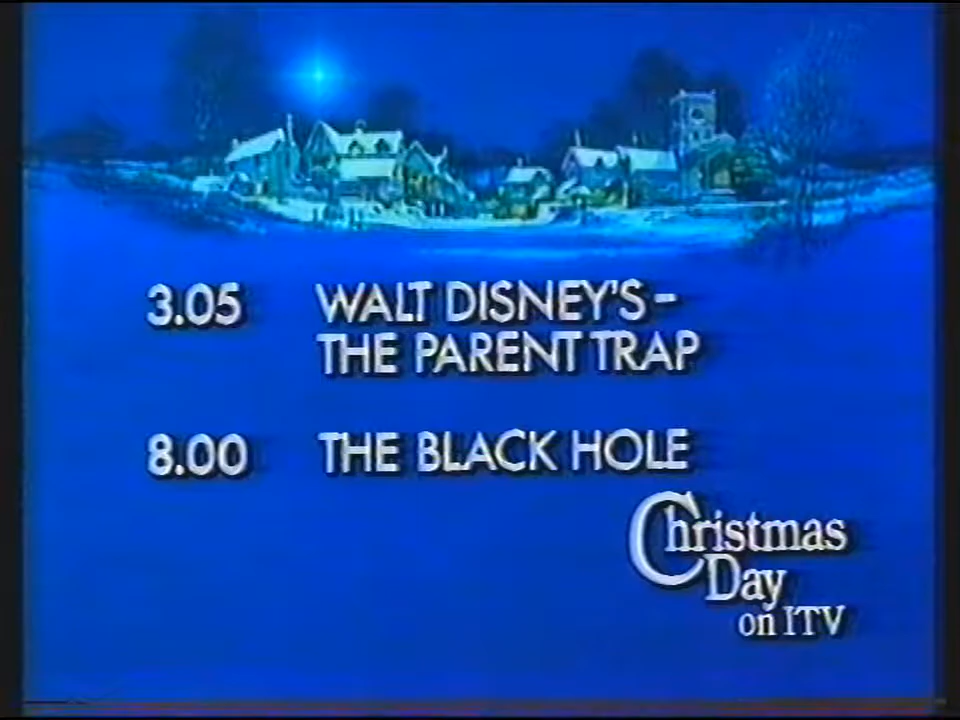 3.05 WALT DISNEY'S -
THE PARENT TRAP
8.00 THE BLACK HOLE
Christmas
Day
on ITV